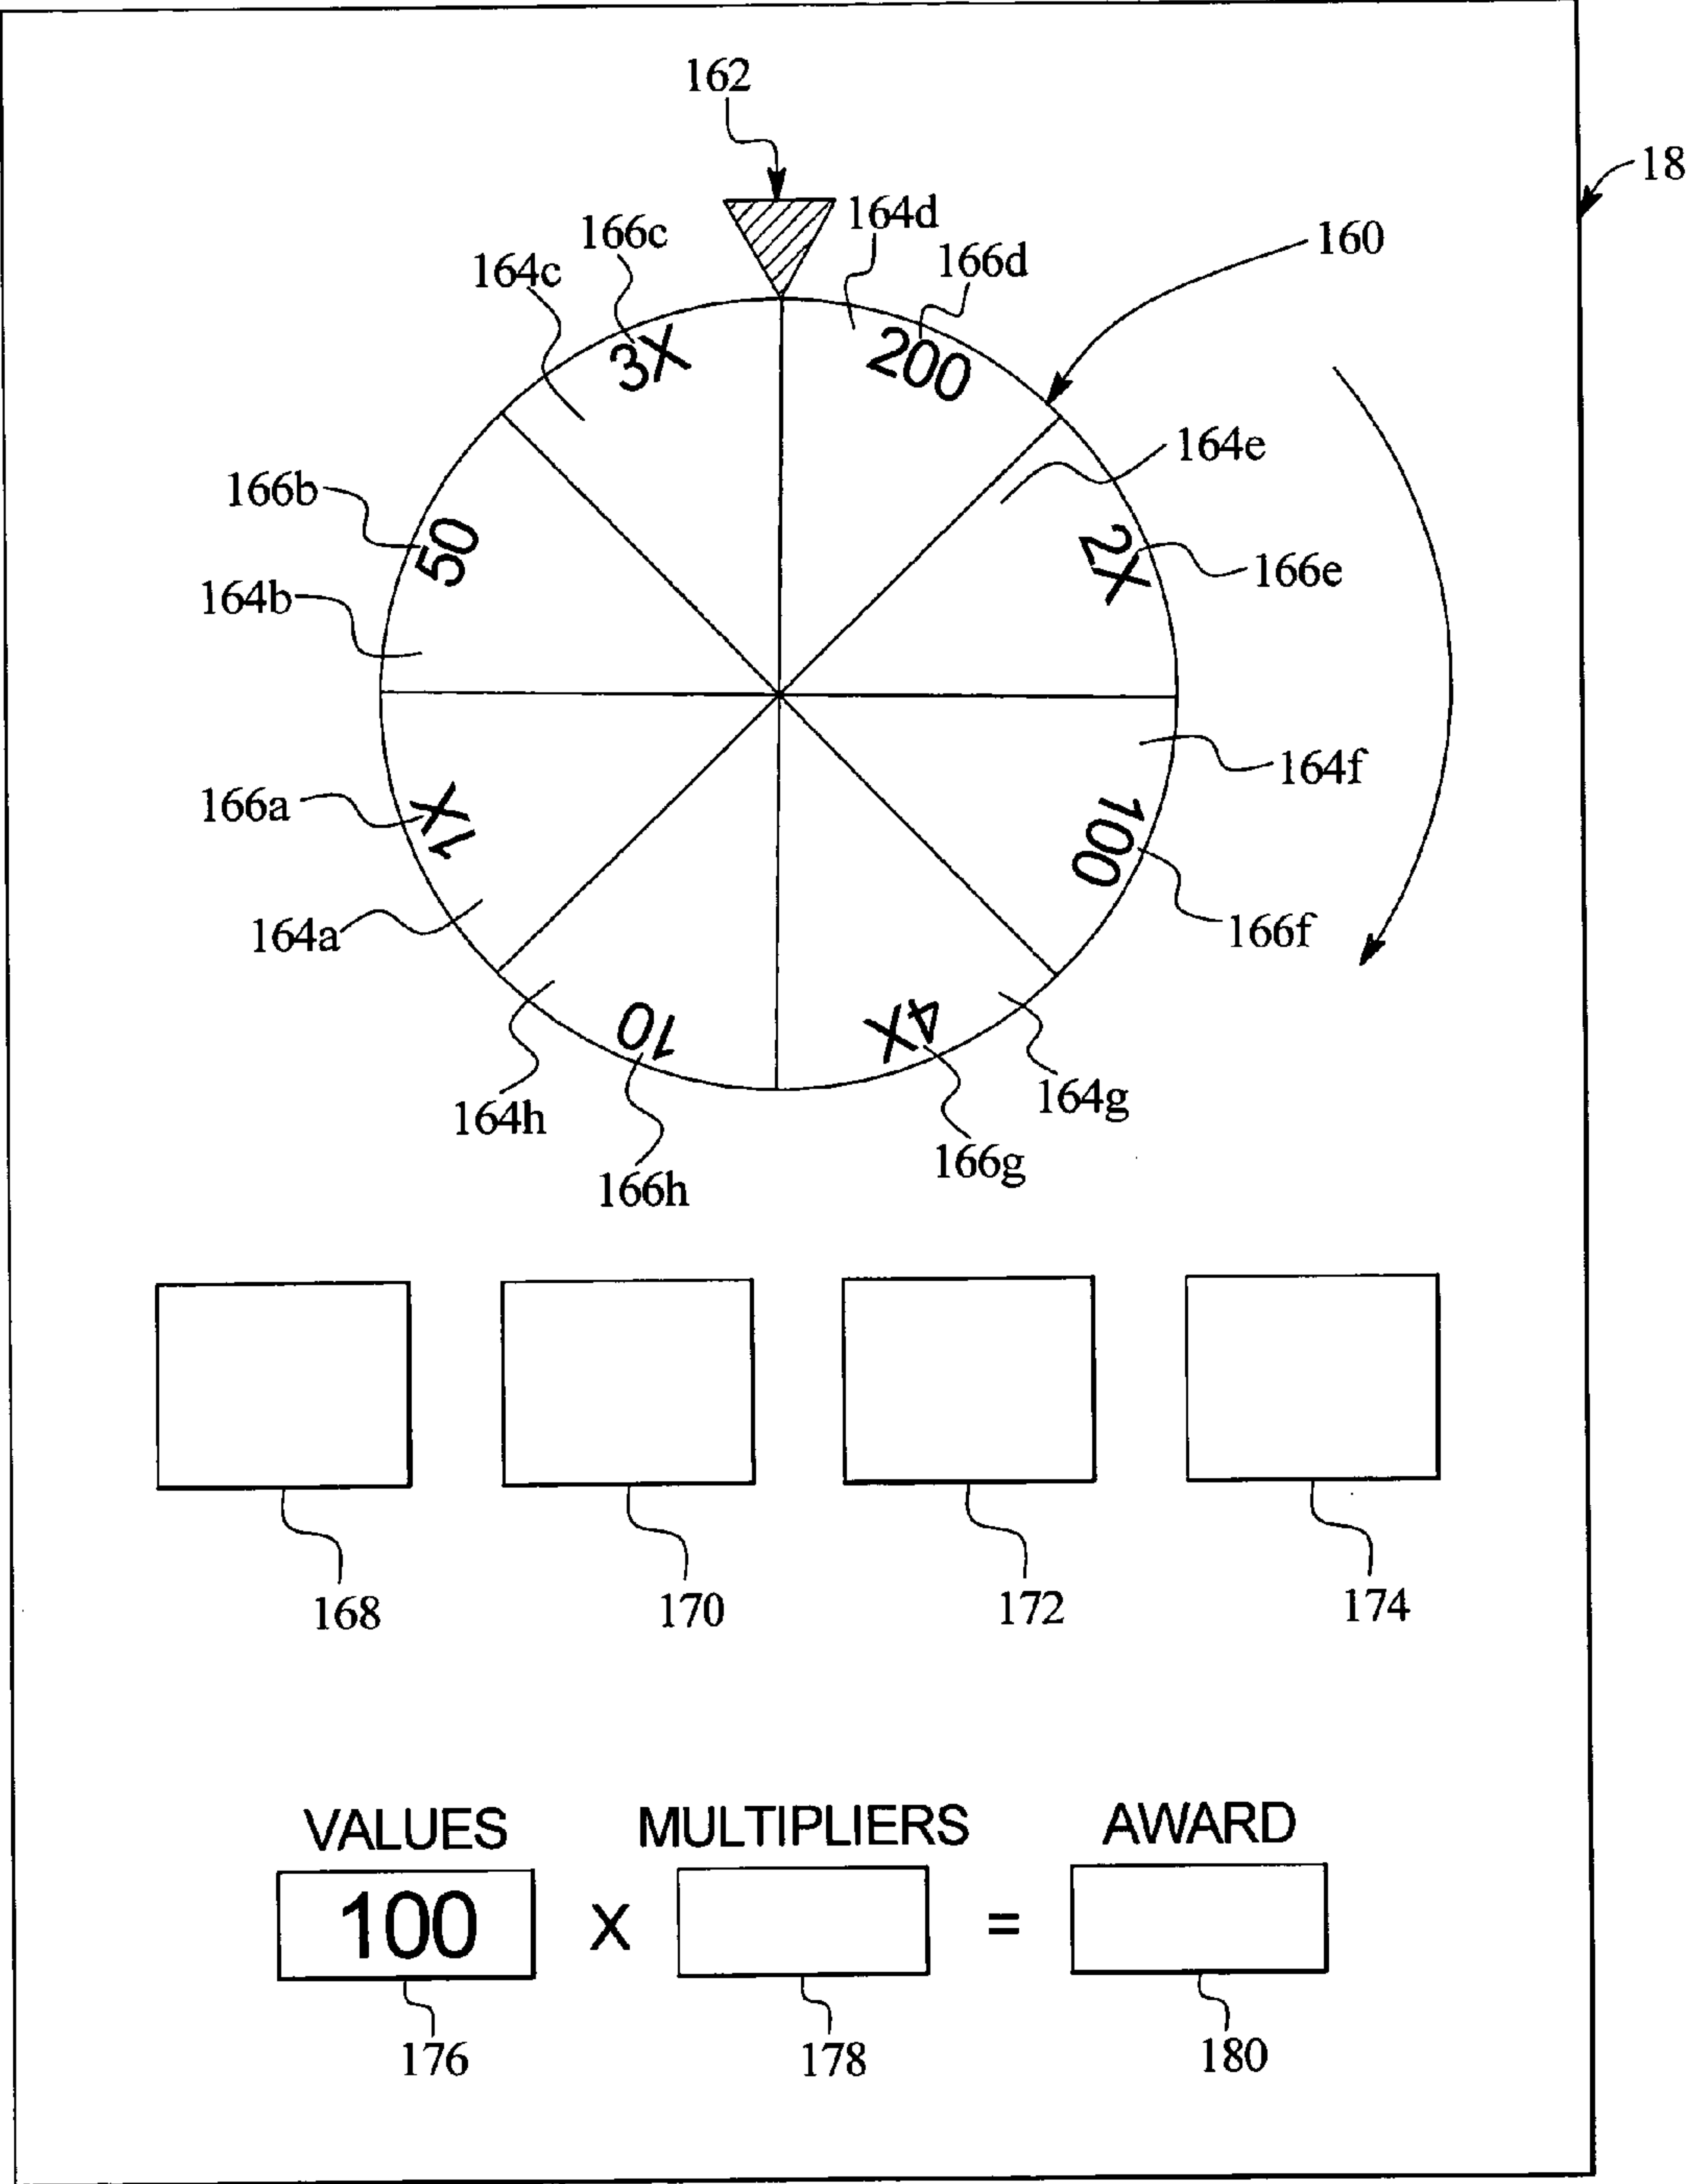 162
18
164d
166c
160
166d
164c
3X
200
164e
166b
50
2X
166e
164b
164f
166a
1X
100
164a
166f
10
4X
164h
164g
166g
166h
168
170
172
174
VALUES MULTIPLIERS AWARD
100 X =
176
178
180